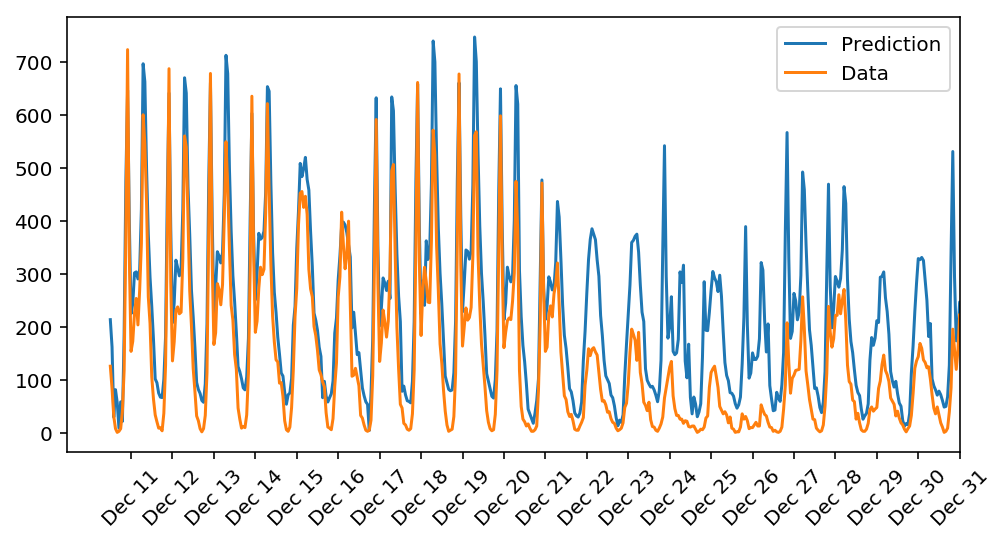 Prediction
Data
700
600
500
400
300
200
100
0
Dec 11
Dec 12
Dec 13
Dec 14
Dec 15
Dec 16
Dec 17
Dec 18
Dec 19
Dec 20
Dec 21
Dec 22
Dec 23
Dec 24
Dec 25
Dec 26
Dec 27
Dec 28
Dec 29
Dec 30
Dec 31